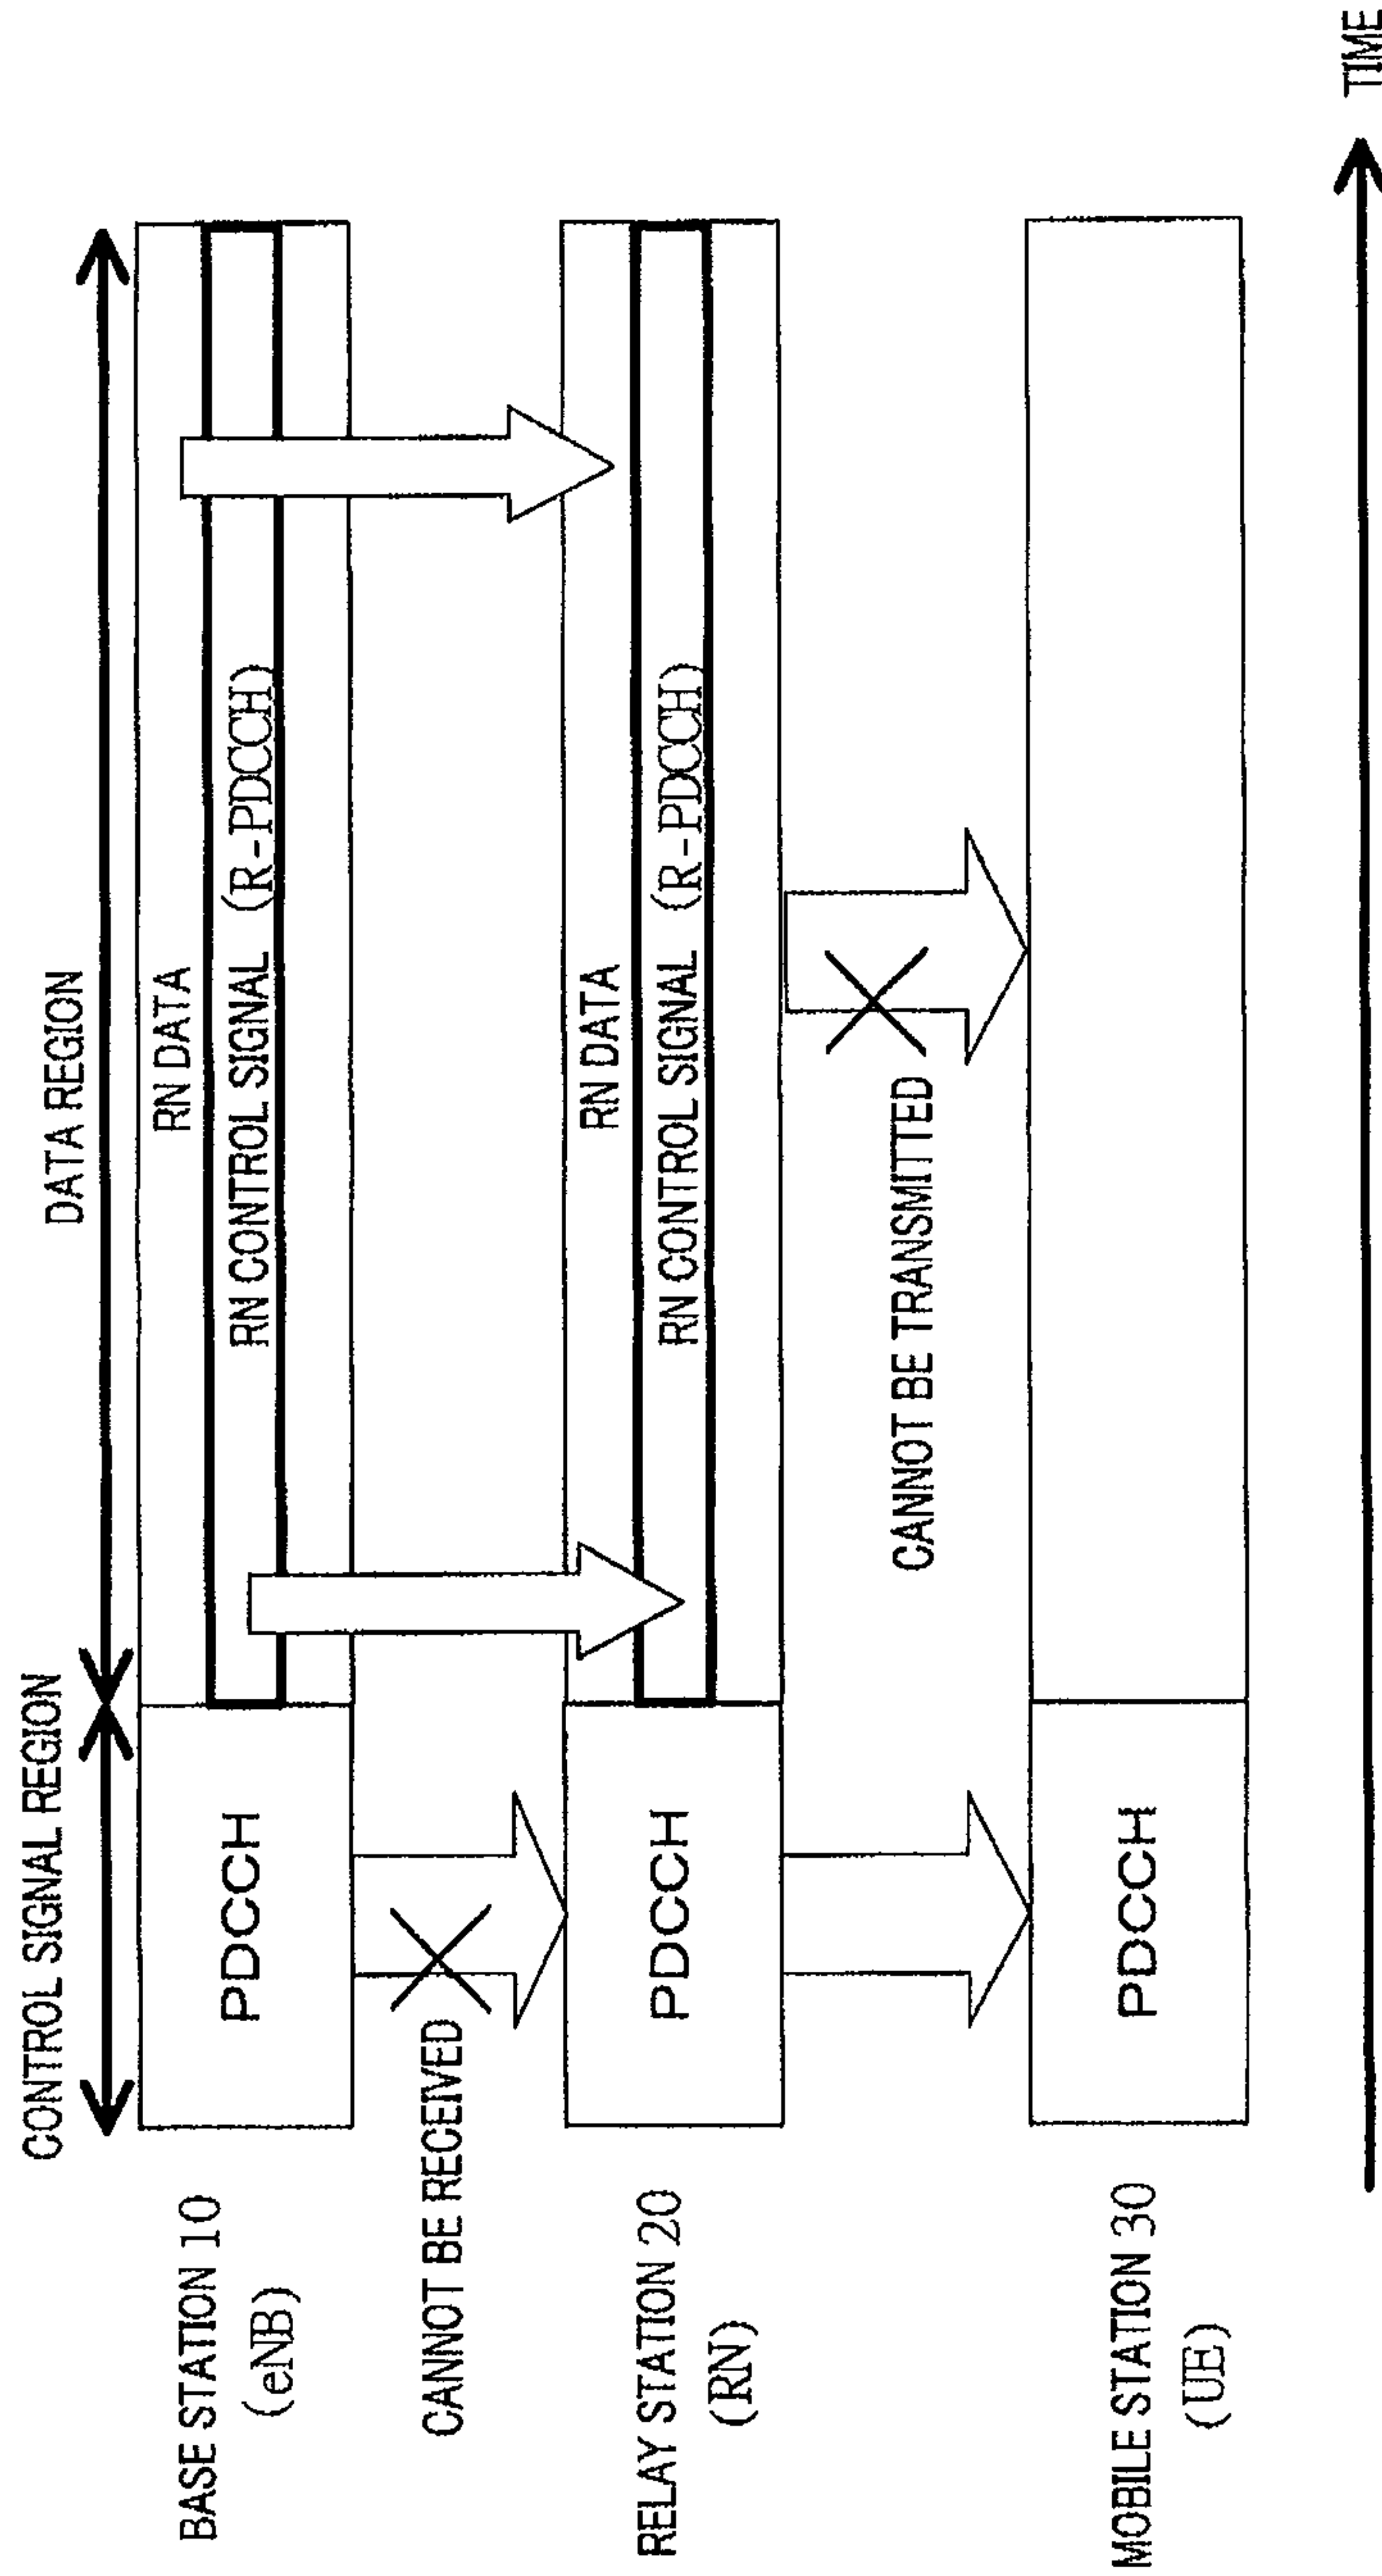 CONTROL SIGNAL REGION
DATA REGION
BASE STATION 10
(eNB)
PDCCH
RN DATA
RN CONTROL SIGNAL (R-PDCCH)
CANNOT BE RECEIVED
RELAY STATION 20
(RN)
PDCCH
RN DATA
RN CONTROL SIGNAL (R-PDCCH)
CANNOT BE TRANSMITTED
MOBILE STATION 30
(UE)
PDCCH
TIME